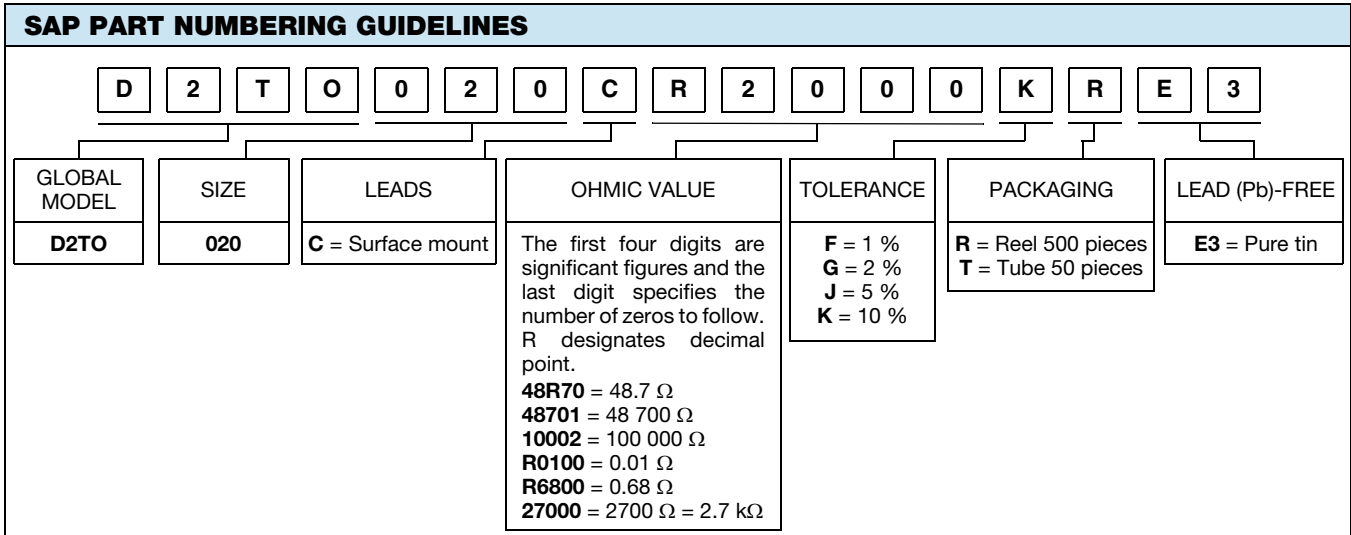 SAP PART NUMBERING GUIDELINES
D 2 T O 0 2 0 C R 2 0 0 0 K R E 3
GLOBAL
MODEL
D2TO
SIZE
020
LEADS
C = Surface mount
OHMIC VALUE
The first four digits are
significant figures and the
last digit specifies the
number of zeros to follow.
R designates decimal
point.
48R70 = 48.7 Ω
48701 = 48 700 Ω
10002 = 100 000 Ω
R0100 = 0.01 Ω
R6800 = 0.68 Ω
27000 = 2700 Ω = 2.7 kΩ
TOLERANCE
F = 1 %
G = 2 %
J = 5 %
K = 10 %
PACKAGING
R = Reel 500 pieces
T = Tube 50 pieces
LEAD (Pb)-FREE
E3 = Pure tin